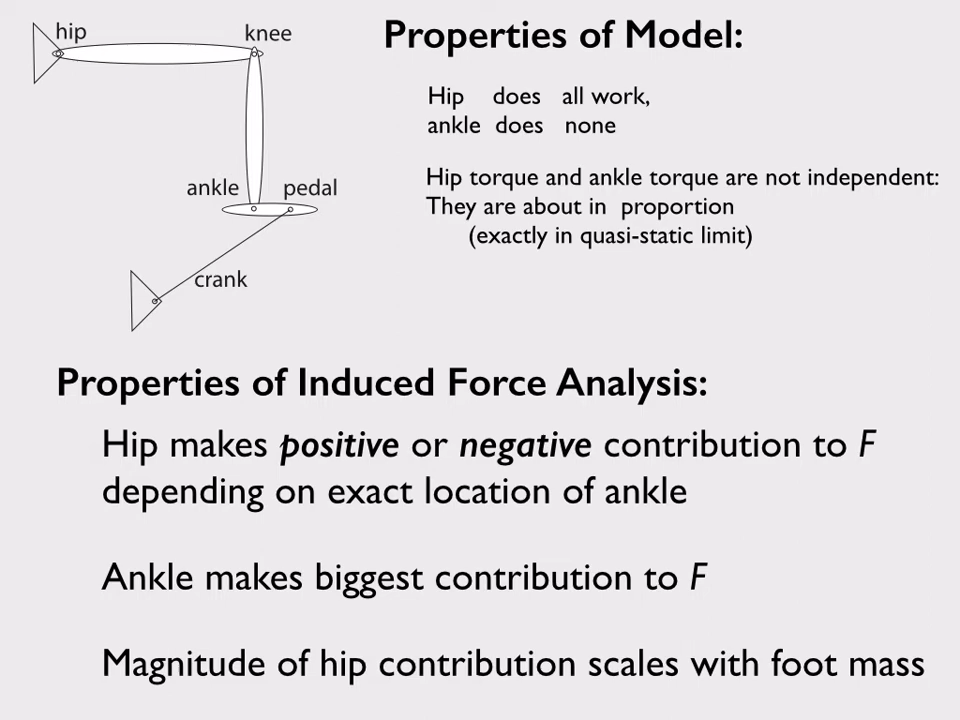 hip
knee
ankle
pedal
crank
Properties of Model:
Hip does all work,
ankle does none
Hip torque and ankle torque are not independent:
They are about in proportion
(exactly in quasi-static limit)
Properties of Induced Force Analysis:
Hip makes positive or negative contribution to F
depending on exact location of ankle
Ankle makes biggest contribution to F
Magnitude of hip contribution scales with foot mass